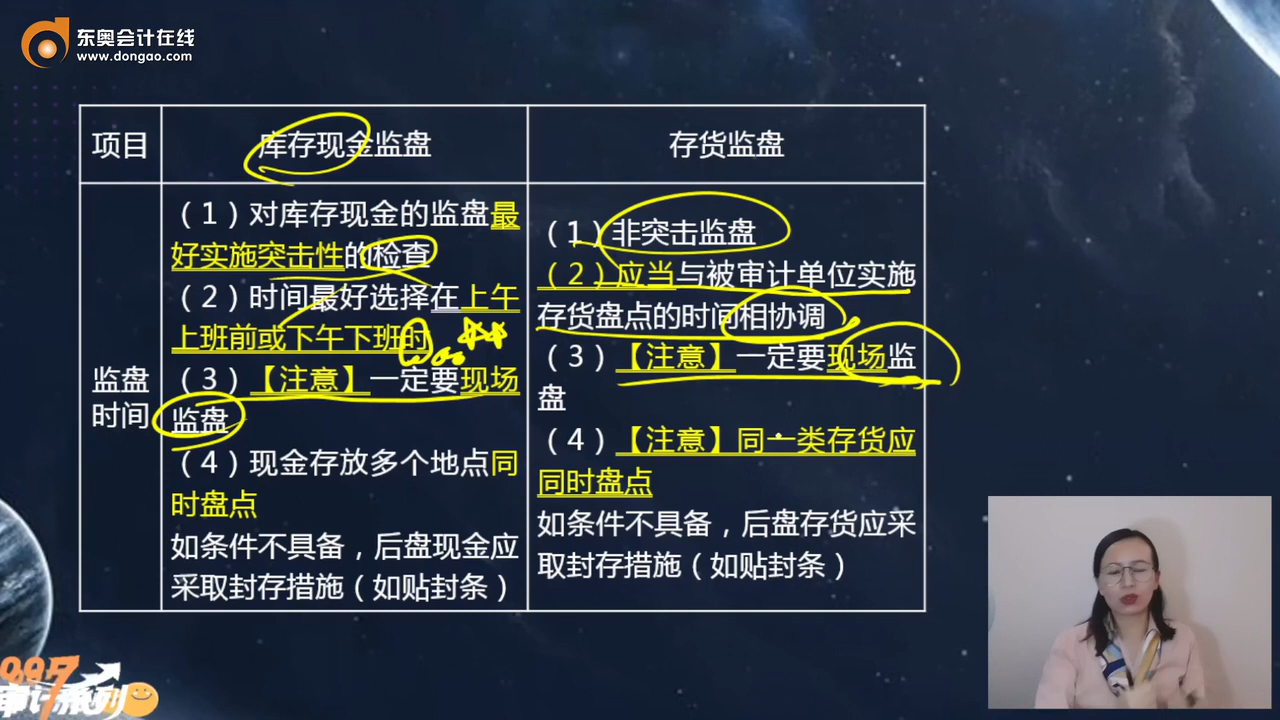 东奥会计在线
www.dongao.com
项目
库存现金监盘
存货监盘
监盘
时间
（1）对库存现金的监盘最
好实施突击性的检查
（2）时间最好选择在上午
上班前或下午下班时
（3）【注意】一定要现场
监盘
（4）现金存放多个地点同
时盘点
如条件不具备，后盘现金应
采取封存措施（如贴封条）
（1）非突击监盘
（2）应当与被审计单位实施
存货盘点的时间相协调
（3）【注意】一定要现场监
盘
（4）【注意】同一类存货应
同时盘点
如条件不具备，后盘存货应采
取封存措施（如贴封条）
997
审计系列